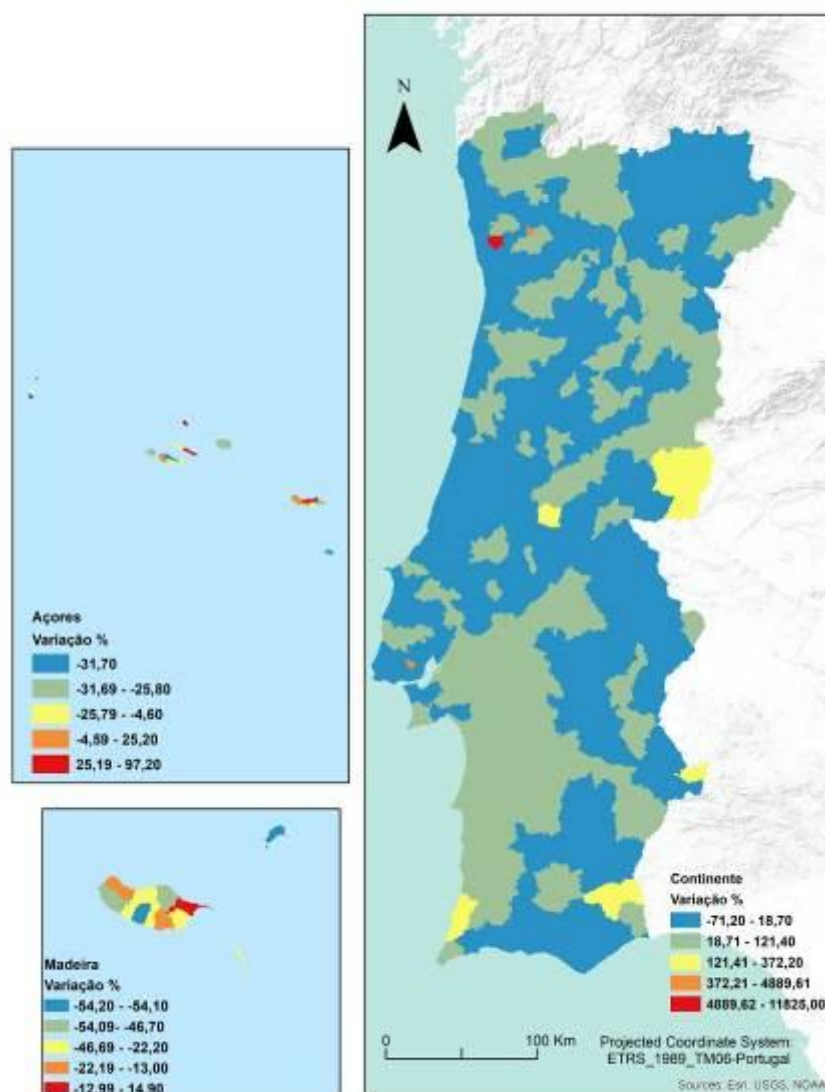 N
Açores
Variação %
-31,70
-31,69 - -25,80
-25,79 - -4,60
-4,59 - 25,20
25,19 - 97,20
Madeira
Variação %
-54,20 - -54,10
-54,09- -46,70
-46,69 - -22,20
-22,19 - -13,00
-12,99 - 14,90
Continente
Variação %
-71,20 - 18,70
18,71 - 121,40
121,41 - 372,20
372,21 - 4889,61
4889,62 - 11825,00
0
100 Km
Projected Coordinate System:
ETRS_1989_TM06-Portugal
Sources: Esri, USGS, NOAA